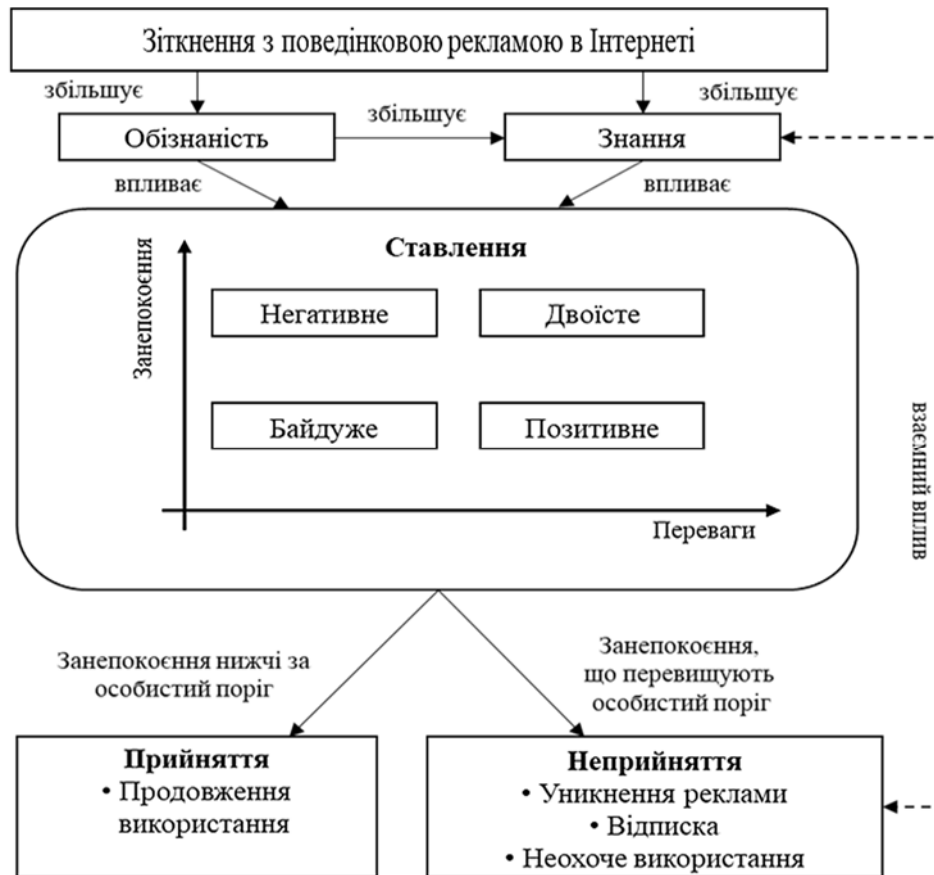 Зіткнення з поведінковою рекламою в Інтернеті
збільшує
збільшує
збільшує
Обізнаність
Знання
впливає
впливає
Ставлення
Занепокоєння
Негативне
Двоїсте
Байдуже
Позитивне
Переваги
взаємний вплив
Занепокоєння нижчі за
особистий поріг
Занепокоєння,
що перевищують
особистий поріг
Прийняття
• Продовження
використання
Неприйняття
• Уникнення реклами
• Відписка
• Неохоче використання